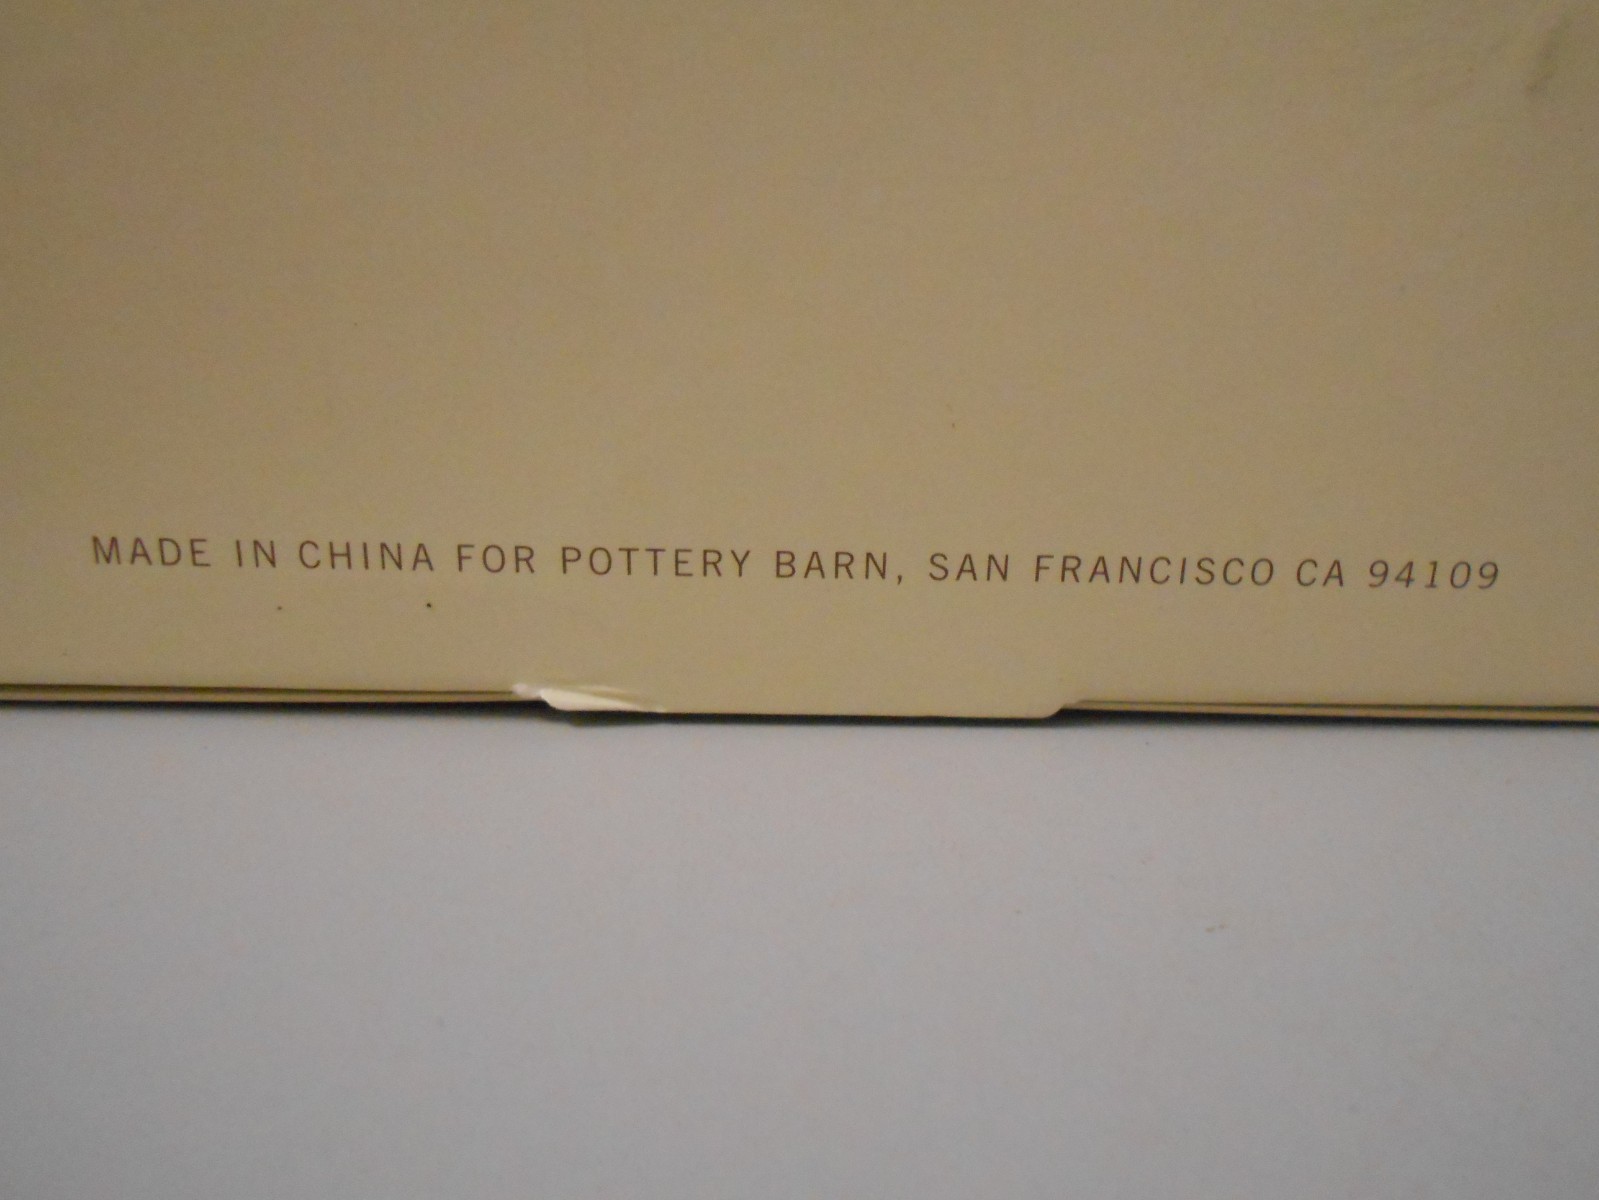 MADE IN CHINA FOR POTTERY BARN, SAN FRANCISCO CA 94109